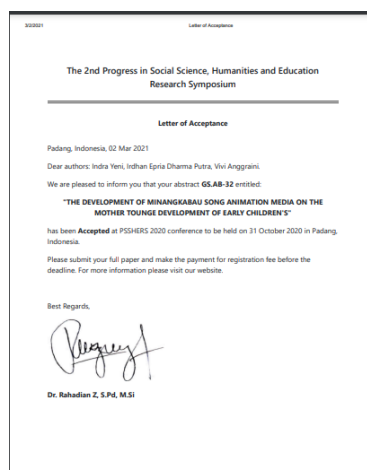 3/2/2021 Letter of Acceptance
The 2nd Progress in Social Science, Humanities and Education
Research Symposium
Letter of Acceptance
Padang, Indonesia, 02 Mar 2021
Dear authors: Indra Yeni, Irdhan Epria Dharma Putra, Vivi Anggraini.
We are pleased to inform you that your abstract GS.AB-32 entitled:
"THE DEVELOPMENT OF MINANGKABAU SONG ANIMATION MEDIA ON THE
MOTHER TOUNGE DEVELOPMENT OF EARLY CHILDREN'S"
has been Accepted at PSSHERS 2020 conference to be held on 31 October 2020 in Padang,
Indonesia.
Please submit your full paper and make the payment for registration fee before the
deadline. For more information please visit our website.
Best Regards,
Dr. Rahadian Z, S.Pd, M.Si